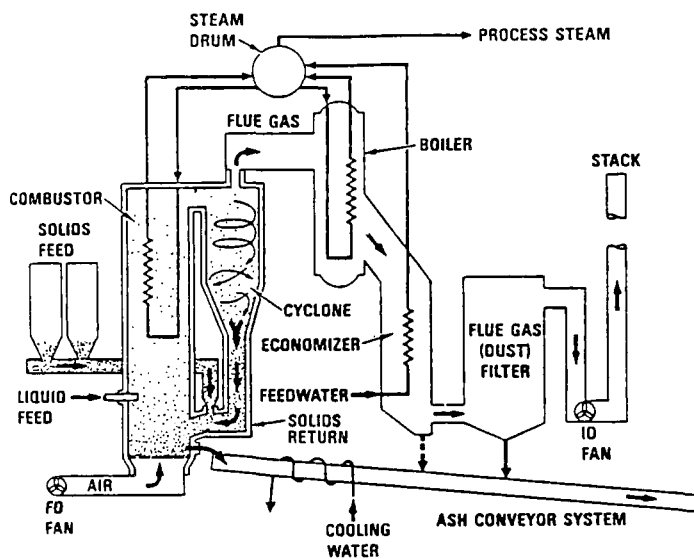 STEAM
DRUM
PROCESS STEAM
FLUE GAS
BOILER
STACK
COMBUSTOR
SOLIDS
FEED
CYCLONE
ECONOMIZER
FLUE GAS
(DUST)
FILTER
FEEDWATER
LIQUID
FEED
SOLIDS
RETURN
ID
FAN
AIR
FD
FAN
COOLING
WATER
ASH CONVEYOR SYSTEM